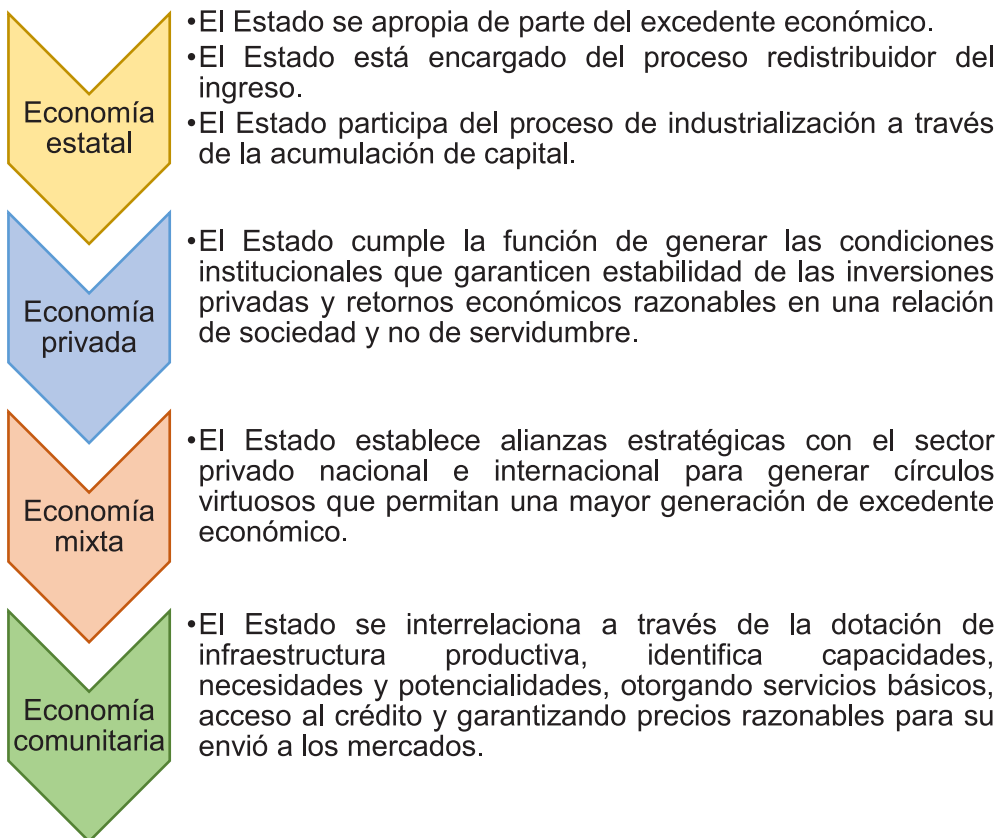 Economía
estatal
•El Estado se apropia de parte del excedente económico.
•El Estado está encargado del proceso redistribuidor del
ingreso.
•El Estado participa del proceso de industrialización a través
de la acumulación de capital.
Economía
privada
•El Estado cumple la función de generar las condiciones
institucionales que garanticen estabilidad de las inversiones
privadas y retornos económicos razonables en una relación
de sociedad y no de servidumbre.
Economía
mixta
•El Estado establece alianzas estratégicas con el sector
privado nacional e internacional para generar círculos
virtuosos que permitan una mayor generación de excedente
económico.
Economía
comunitaria
•El Estado se interrelaciona a través de la dotación de
infraestructura productiva, identifica capacidades,
necesidades y potencialidades, otorgando servicios básicos,
acceso al crédito y garantizando precios razonables para su
envió a los mercados.